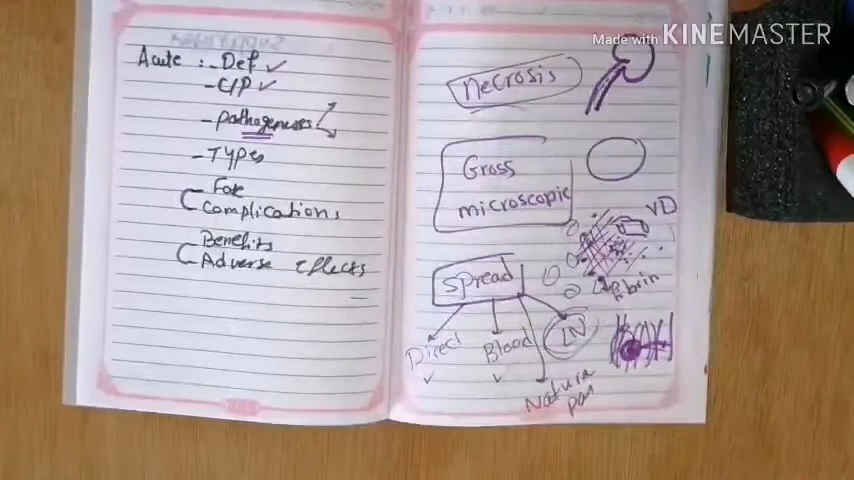 Made with KINEMASTER
Acute :- Def ✓
- C/P ✓
- pathogenesis
- Types
Fate
Complications
Benefits
Adverse effects
necrosis
Gross
microscopic
VD
fibrin
spread
Direct ✓
Blood ✓
LN
Natural